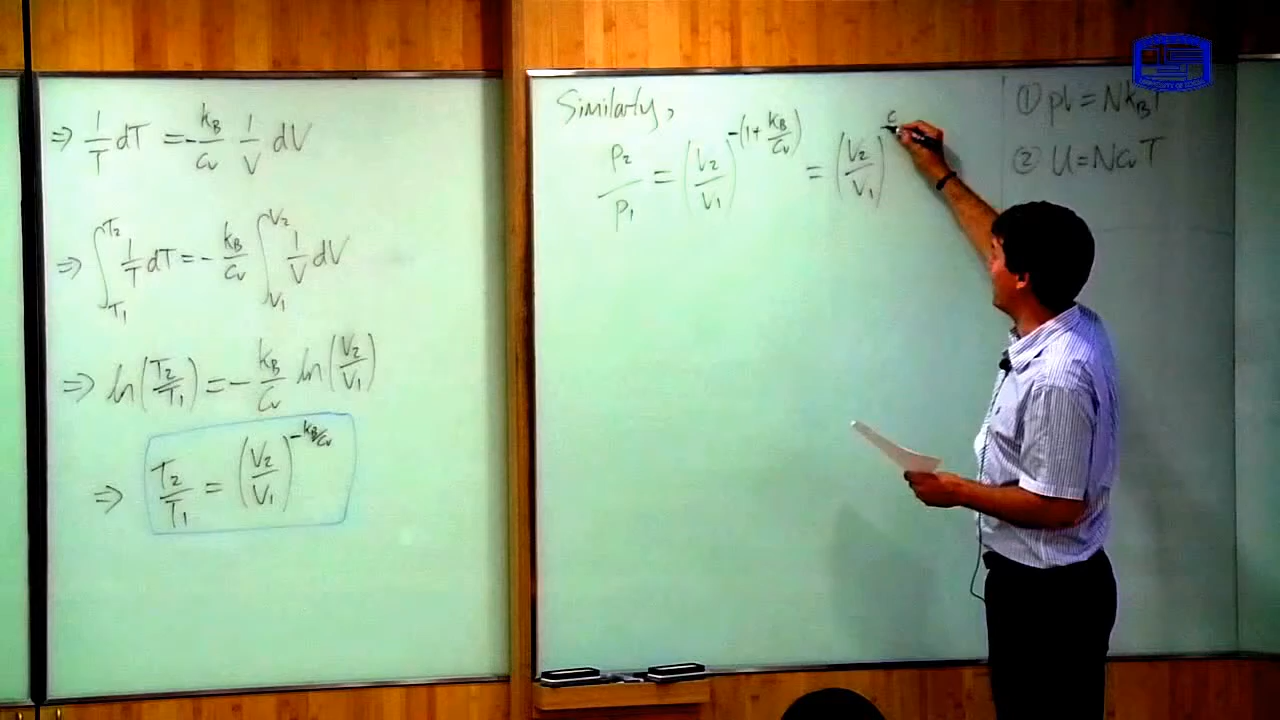 ⇒ 1/T dT = - k_B/c_v 1/V dV
⇒ ∫_{T_1}^{T_2} 1/T dT = - k_B/c_v ∫_{V_1}^{V_2} 1/V dV
⇒ ln(T_2/T_1) = - k_B/c_v ln(V_2/V_1)
⇒ T_2/T_1 = (V_2/V_1)^{-k_B/c_v}
Similarly,
P_2/P_1 = (V_2/V_1)^{-(1+k_B/c_v)} = (V_2/V_1)^{c
① pV = Nk_BT
② U = Nc_vT